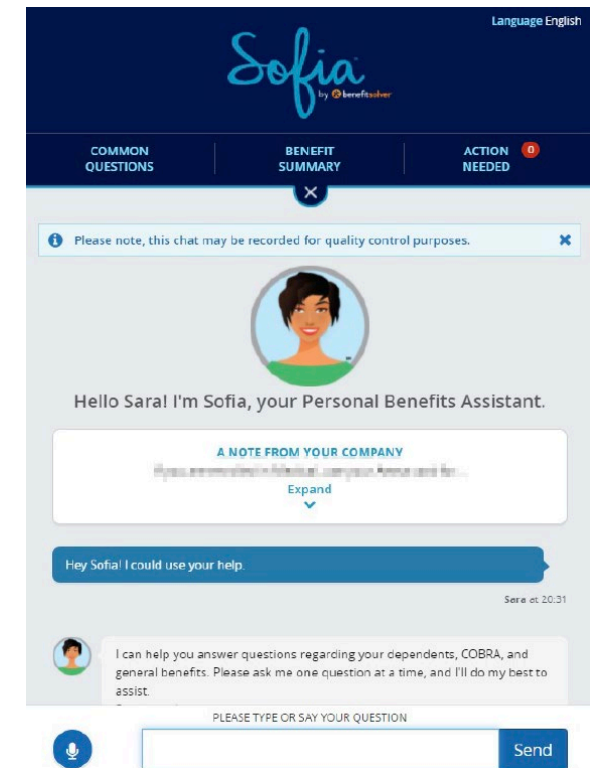 Language English
Sofia
by benefitsolver
COMMON
QUESTIONS
BENEFIT
SUMMARY
ACTION
NEEDED
0
Please note, this chat may be recorded for quality control purposes.
Hello Sara! I'm Sofia, your Personal Benefits Assistant.
A NOTE FROM YOUR COMPANY
Expand
Hey Sofia! I could use your help.
Sara at 20:31
I can help you answer questions regarding your dependents, COBRA, and
general benefits. Please ask me one question at a time, and I'll do my best to
assist.
PLEASE TYPE OR SAY YOUR QUESTION
Send